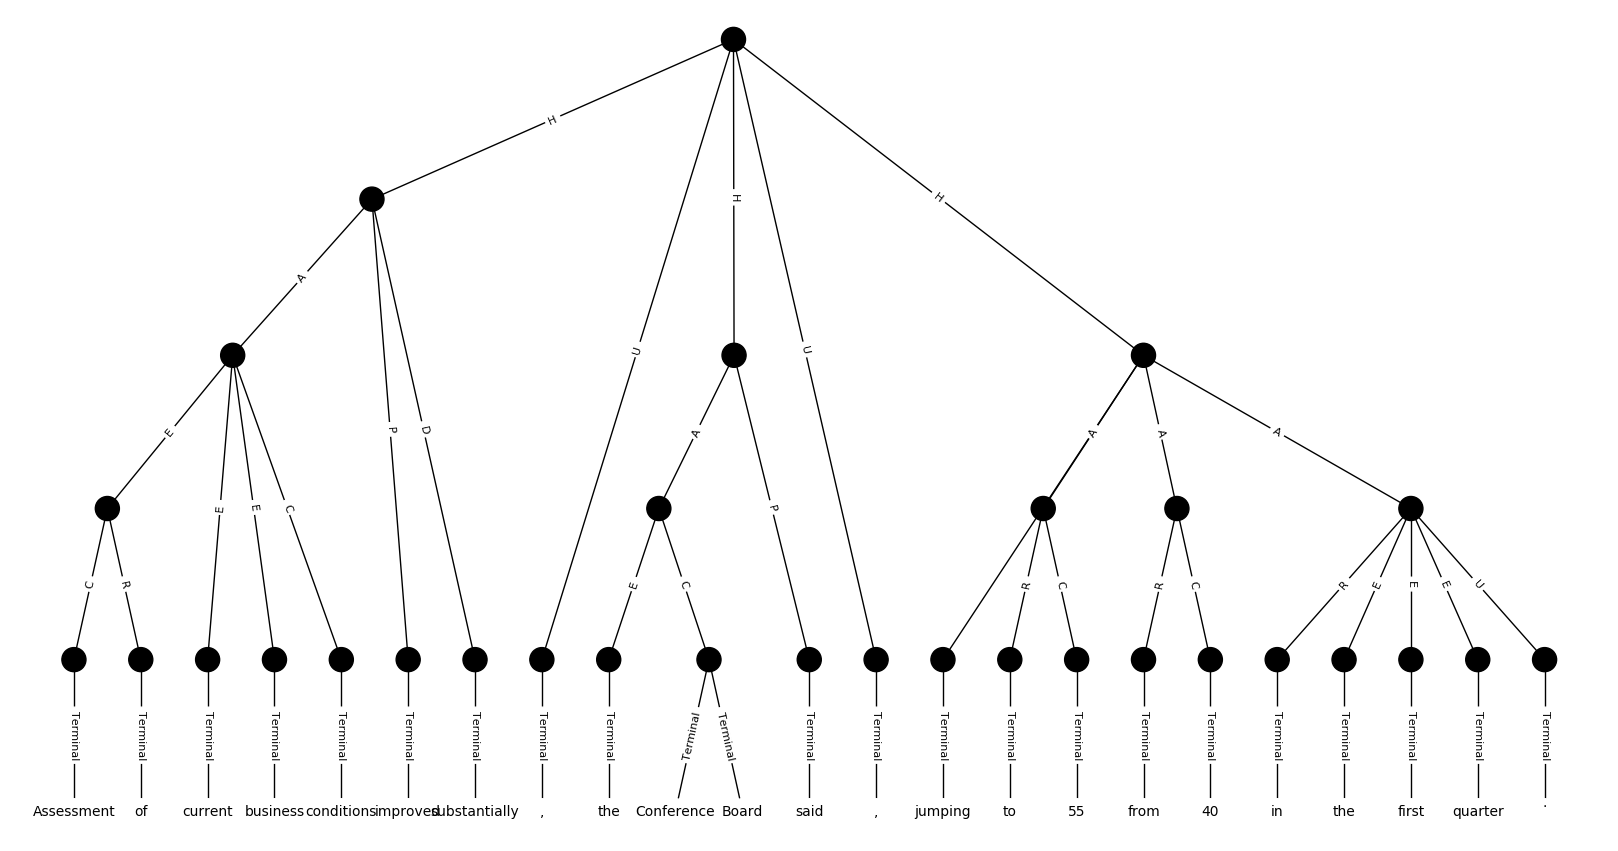 H
H
H
U
U
A
A
P
D
A
A
A
E
P
E
E
C
C
R
E
C
R
C
R
C
R
E
E
E
U
Terminal Terminal Terminal Terminal Terminal Terminal Terminal Terminal Terminal Terminal Terminal Terminal Terminal Terminal Terminal Terminal Terminal Terminal Terminal Terminal Terminal Terminal Terminal
Assessment of current business conditions improved substantially , the Conference Board said , jumping to 55 from 40 in the first quarter .